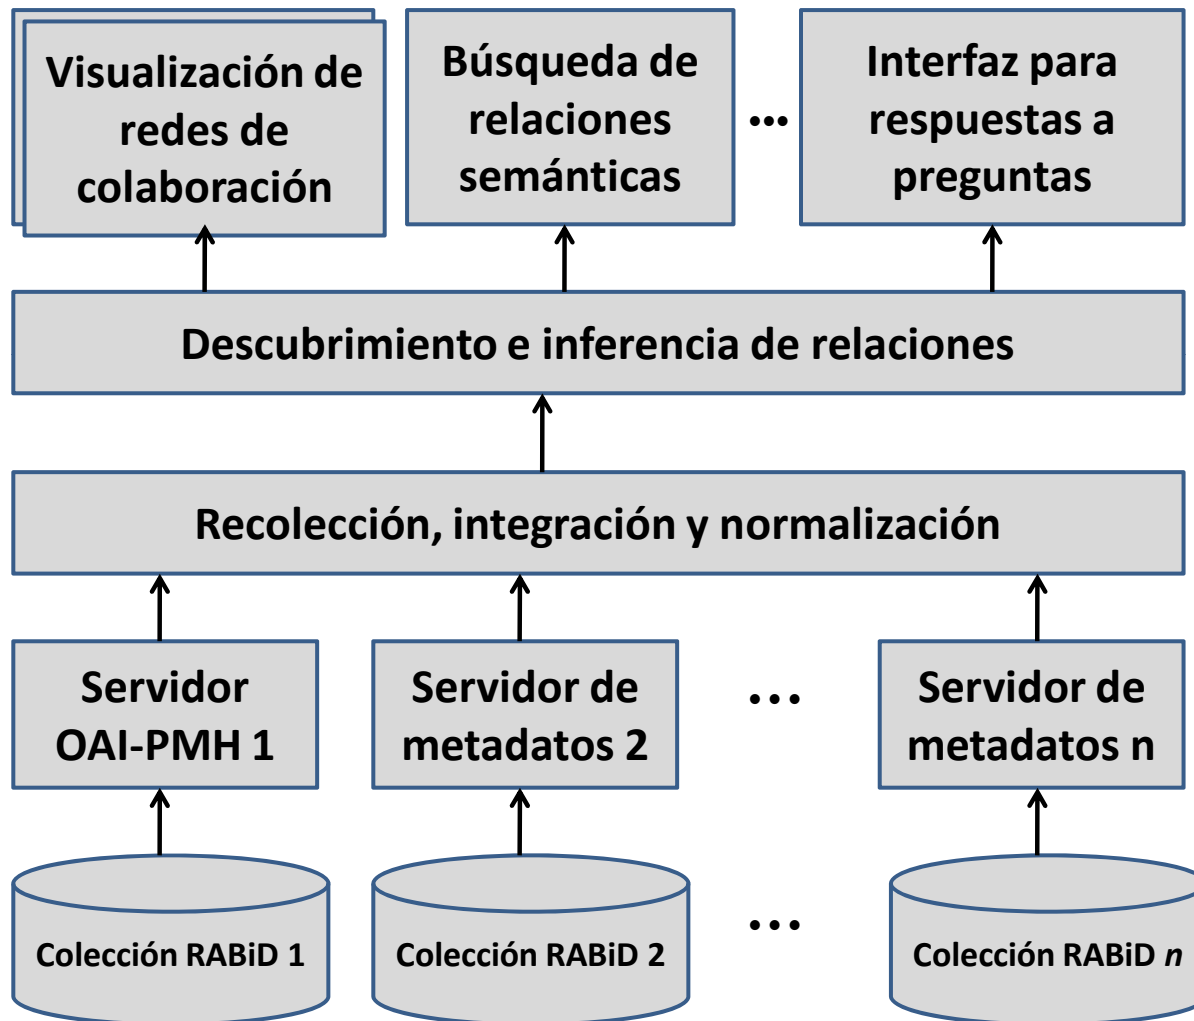 Visualización de
redes de
colaboración
Búsqueda de
relaciones
semánticas
...
Interfaz para
respuestas a
preguntas
Descubrimiento e inferencia de relaciones
Recolección, integración y normalización
Servidor
OAI-PMH 1
Servidor de
metadatos 2
...
Servidor de
metadatos n
Colección RABiD 1
Colección RABiD 2
...
Colección RABiD n